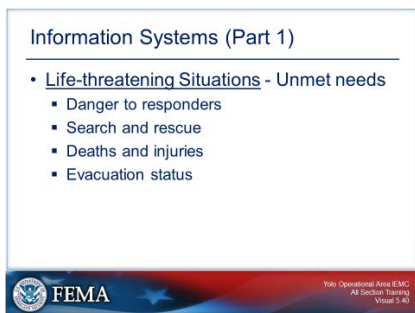 Information Systems (Part 1)
• Life-threatening Situations - Unmet needs
▪ Danger to responders
▪ Search and rescue
▪ Deaths and injuries
▪ Evacuation status
FEMA
Yolo Operational Area IEMC
All Section Training
Visual 5.40